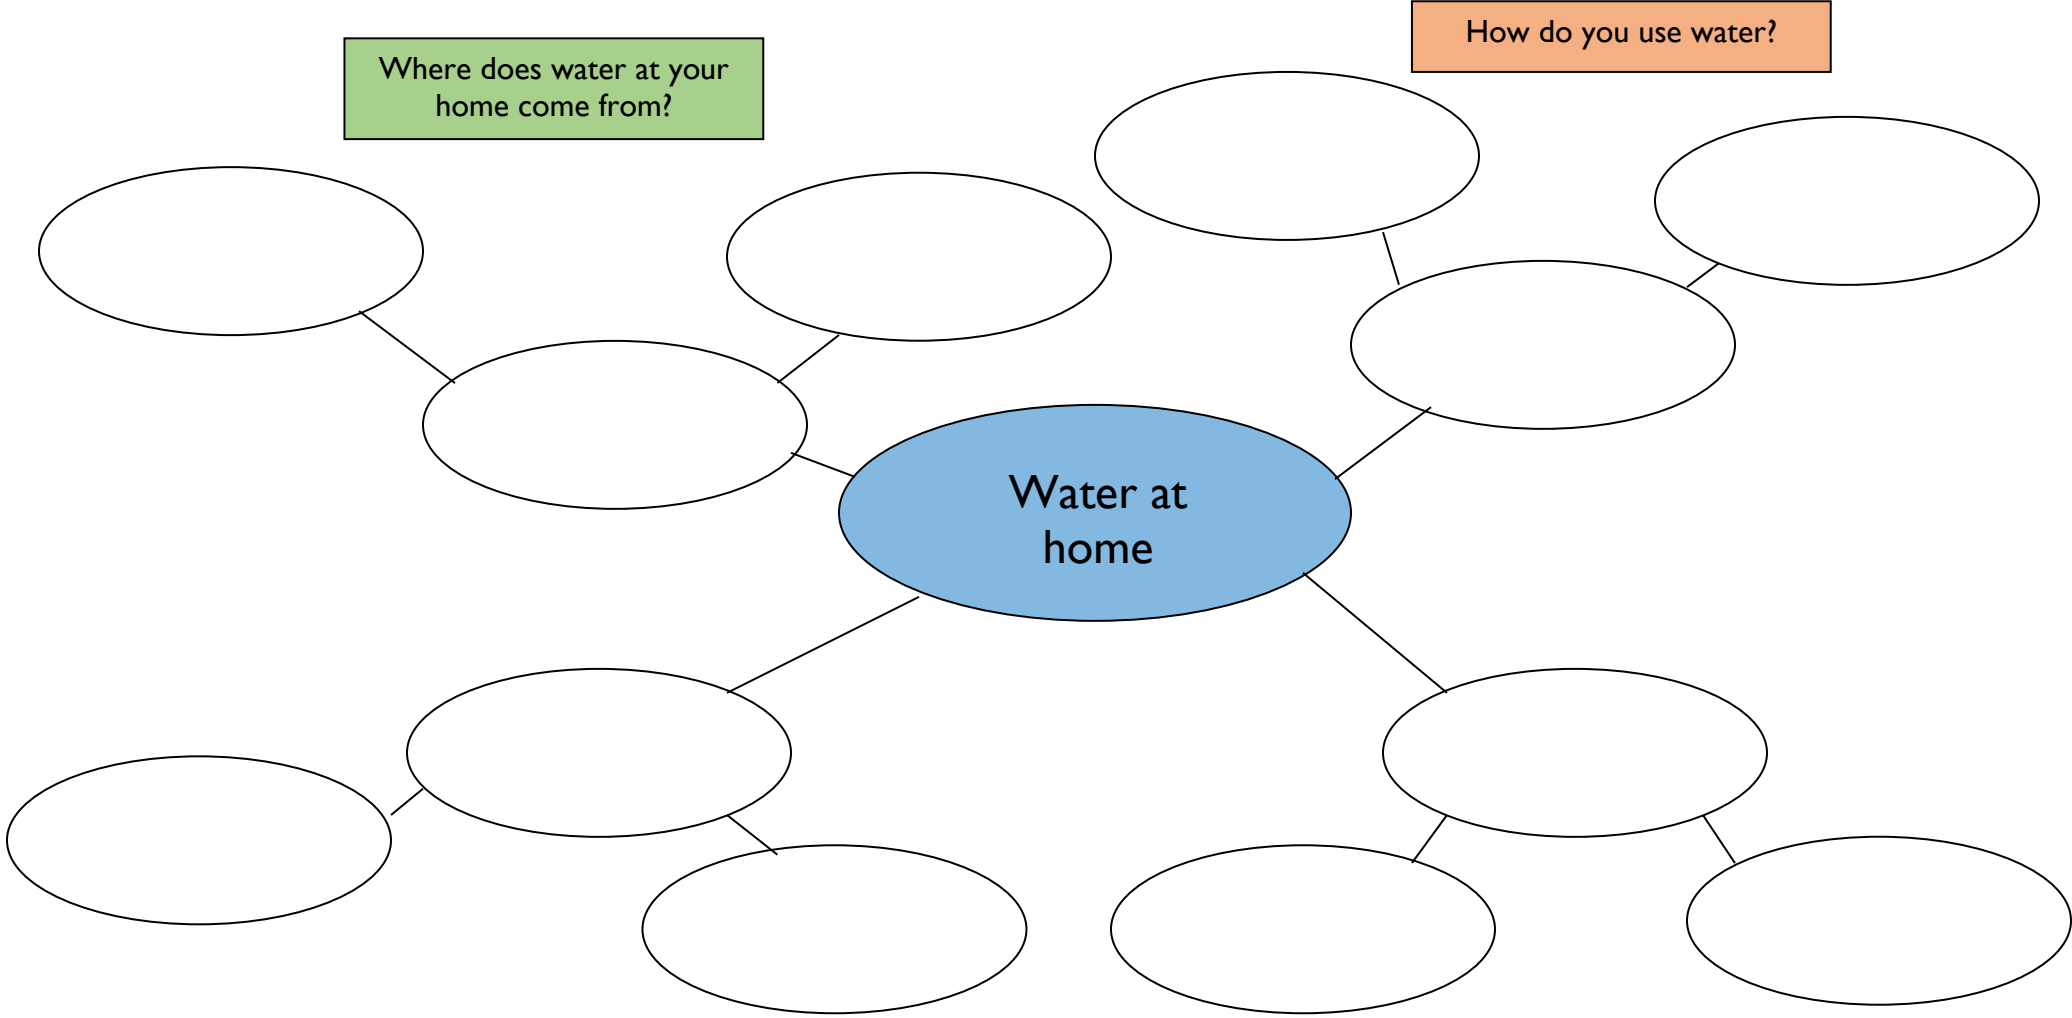 Where does water at your
home come from?
How do you use water?
Water at
home